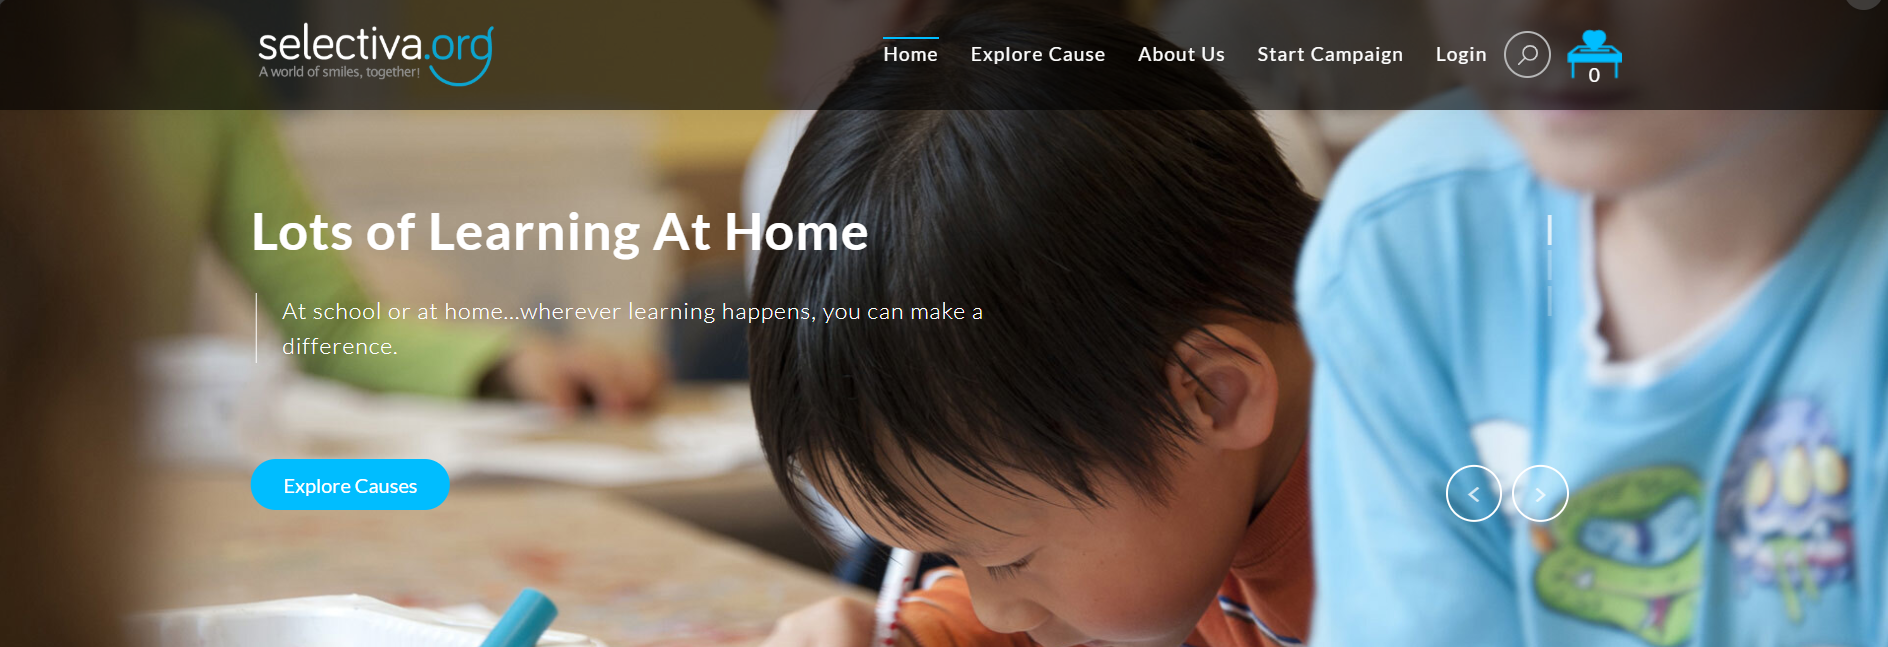 selectiva.org
A world of smiles, together!
Home
Explore Cause
About Us
Start Campaign
Login
0
Lots of Learning At Home
At school or at home...wherever learning happens, you can make a
difference.
Explore Causes